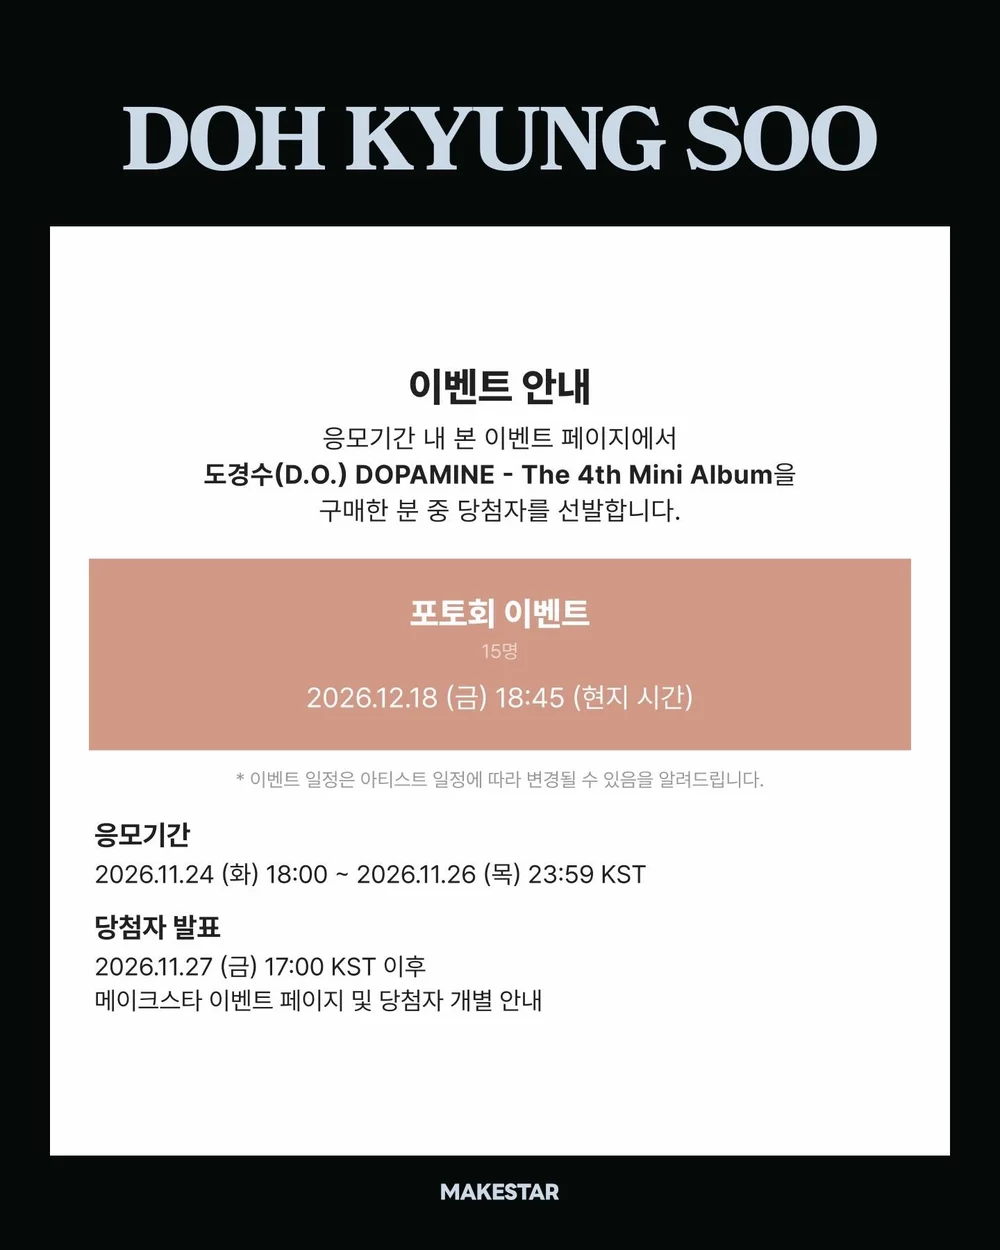 DOH KYUNG SOO
이벤트 안내
응모기간 내 본 이벤트 페이지에서
도경수(D.O.) DOPAMINE - The 4th Mini Album을
구매한 분 중 당첨자를 선발합니다.
포토회 이벤트
15명
2026.12.18 (금) 18:45 (현지 시간)
* 이벤트 일정은 아티스트 일정에 따라 변경될 수 있음을 알려드립니다.
응모기간
2026.11.24 (화) 18:00 ~ 2026.11.26 (목) 23:59 KST
당첨자 발표
2026.11.27 (금) 17:00 KST 이후
메이크스타 이벤트 페이지 및 당첨자 개별 안내
MAKESTAR